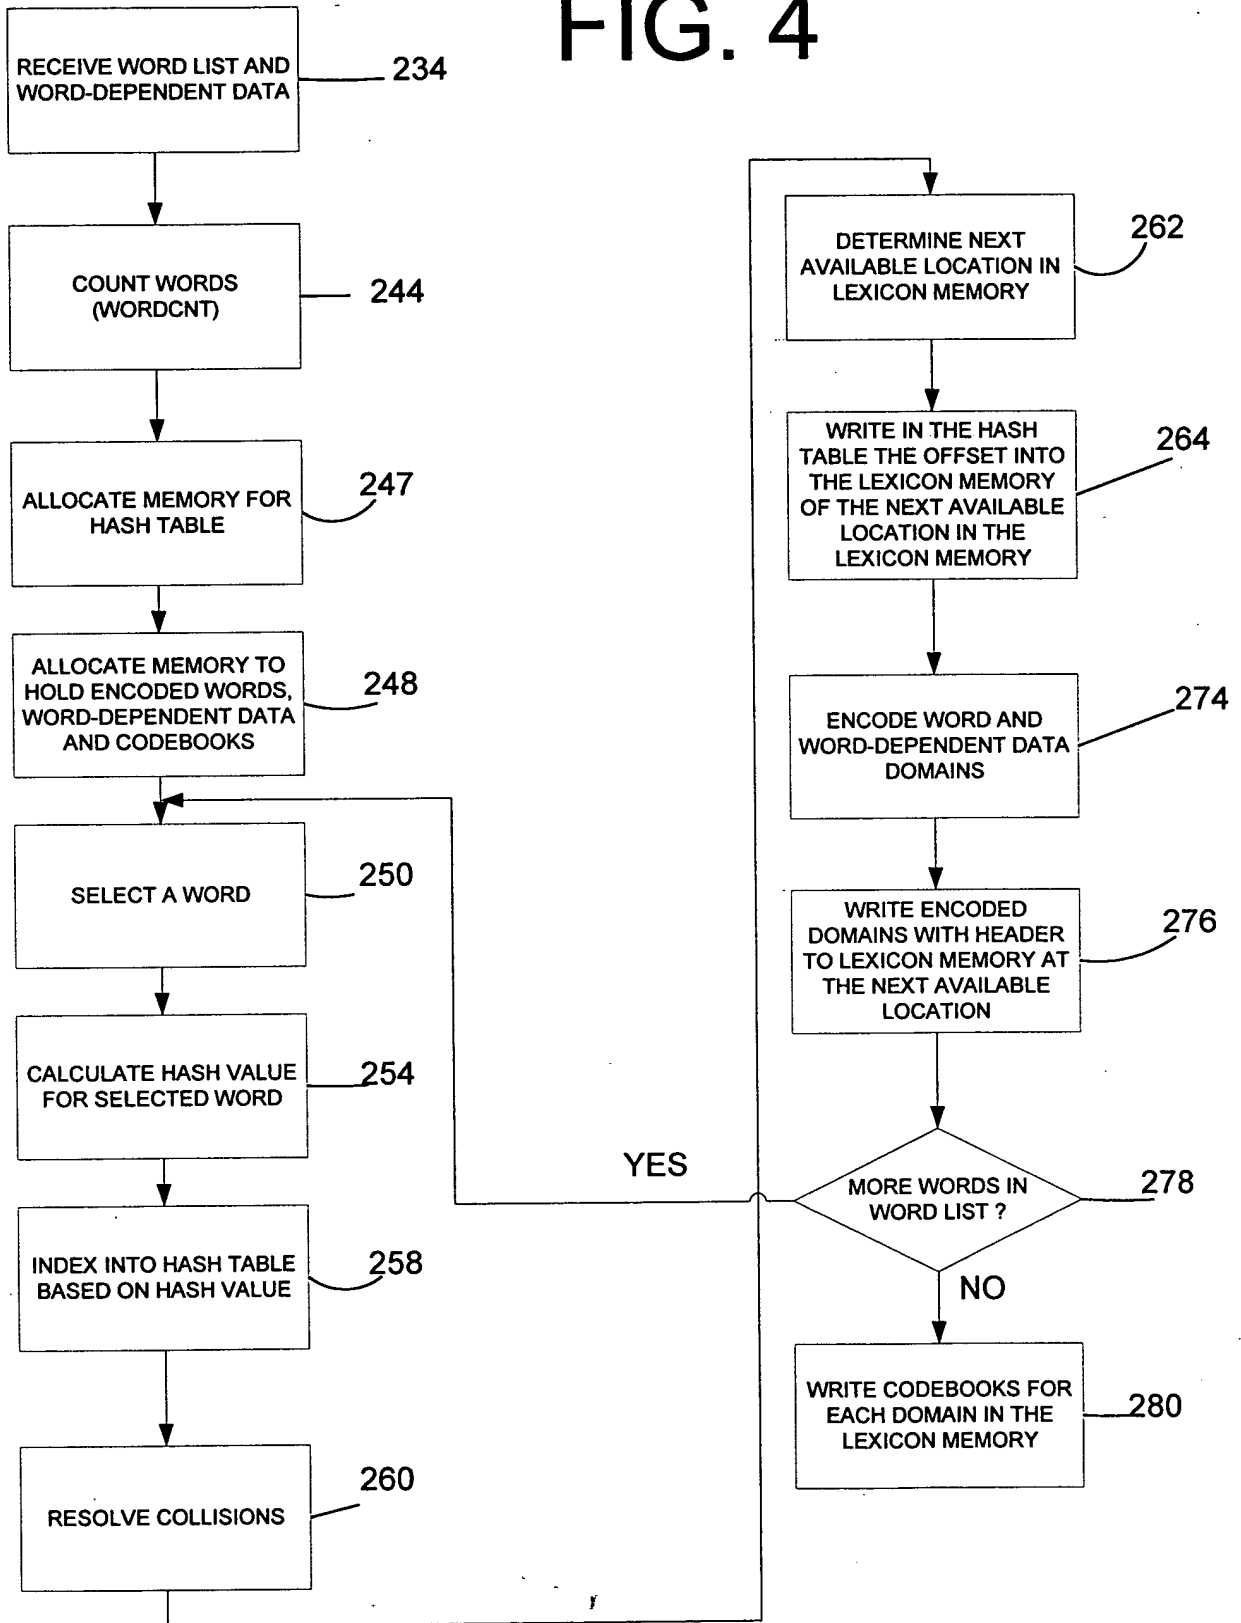 FIG. 4
RECEIVE WORD LIST AND
WORD-DEPENDENT DATA
234
COUNT WORDS
(WORDCNT)
244
ALLOCATE MEMORY FOR
HASH TABLE
247
ALLOCATE MEMORY TO
HOLD ENCODED WORDS,
WORD-DEPENDENT DATA
AND CODEBOOKS
248
SELECT A WORD
250
CALCULATE HASH VALUE
FOR SELECTED WORD
254
INDEX INTO HASH TABLE
BASED ON HASH VALUE
258
RESOLVE COLLISIONS
260
DETERMINE NEXT
AVAILABLE LOCATION IN
LEXICON MEMORY
262
WRITE IN THE HASH
TABLE THE OFFSET INTO
THE LEXICON MEMORY
OF THE NEXT AVAILABLE
LOCATION IN THE
LEXICON MEMORY
264
ENCODE WORD AND
WORD-DEPENDENT DATA
DOMAINS
274
WRITE ENCODED
DOMAINS WITH HEADER
TO LEXICON MEMORY AT
THE NEXT AVAILABLE
LOCATION
276
MORE WORDS IN
WORD LIST ?
278
YES
NO
WRITE CODEBOOKS FOR
EACH DOMAIN IN THE
LEXICON MEMORY
280